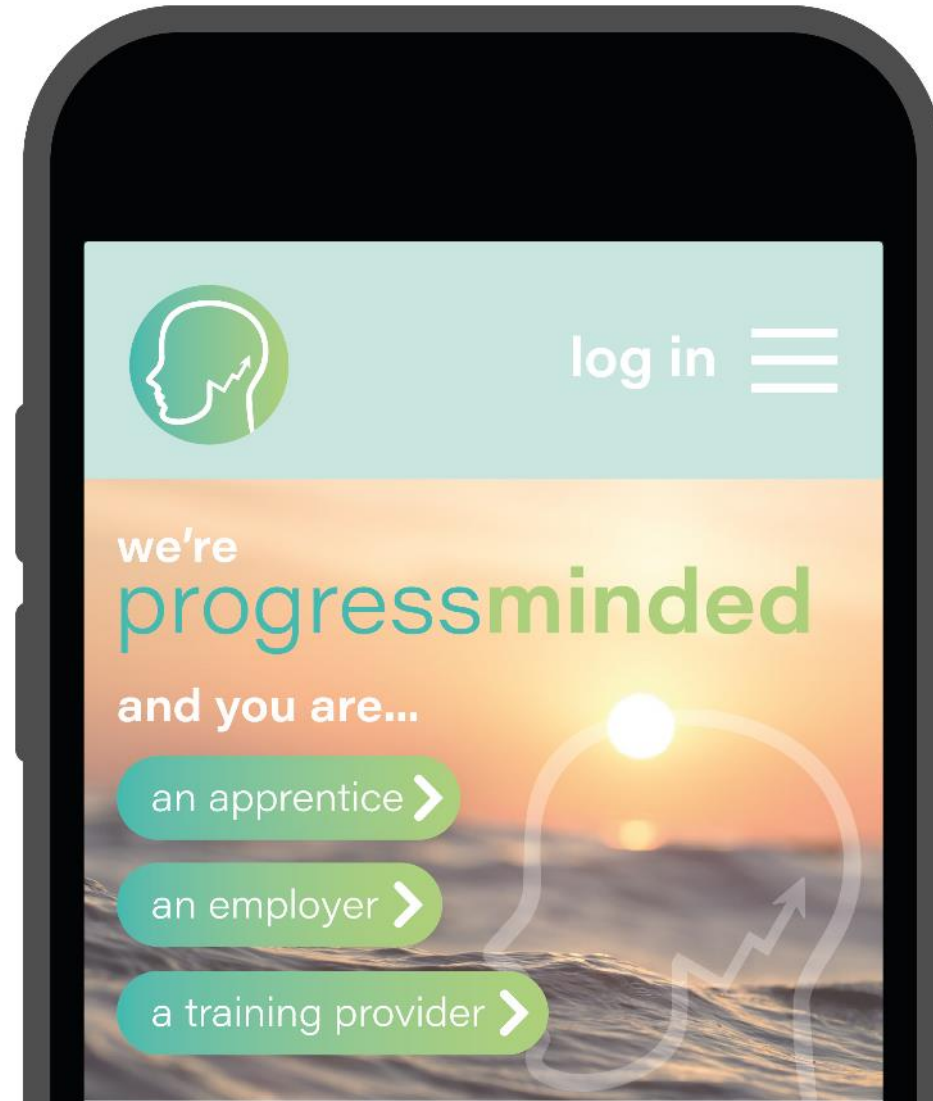 log in
we're
progressminded
and you are...
an apprentice
an employer
a training provider